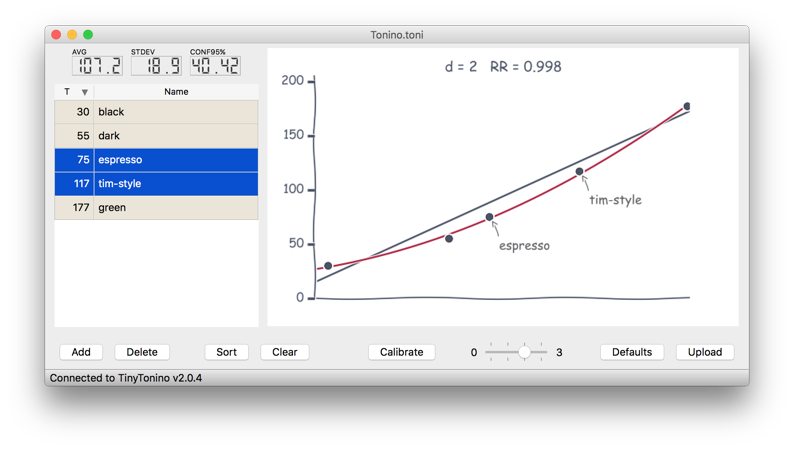 Tonino.toni
AVG STDEV CONF95%
107.2 18.9 40.42
T Name
30 black
55 dark
75 espresso
117 tim-style
177 green
d = 2 RR = 0.998
200
150
100
50
0
tim-style
espresso
Add Delete Sort Clear Calibrate 0 3 Defaults Upload
Connected to TinyTonino v2.0.4